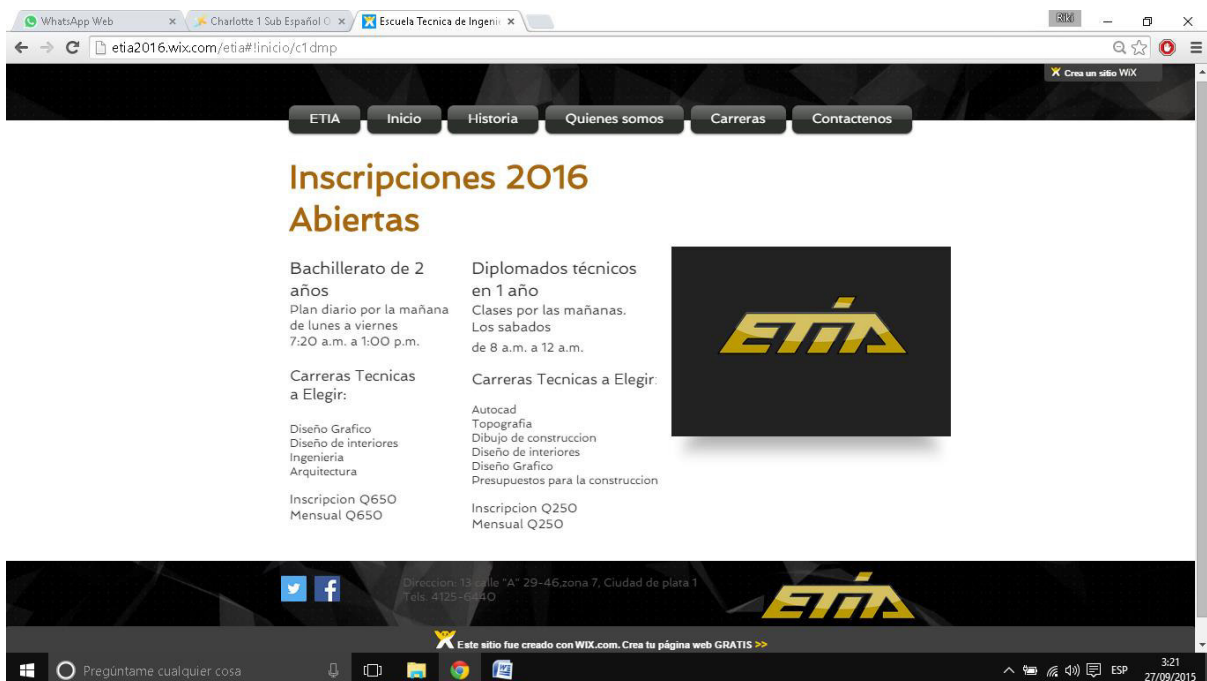 WhatsApp Web
Charlotte 1 Sub Español O
Escuela Tecnica de Ingenie
Riki
etia2016.wix.com/etia#!inicio/c1dmp
Crea un sitio WiX
ETIA
Inicio
Historia
Quienes somos
Carreras
Contactenos
Inscripciones 2016
Abiertas
Bachillerato de 2
años
Plan diario por la mañana
de lunes a viernes
7:20 a.m. a 1:00 p.m.
Carreras Tecnicas
a Elegir:
Diseño Grafico
Diseño de interiores
Ingenieria
Arquitectura
Inscripcion Q650
Mensual Q650
Diplomados técnicos
en 1 año
Clases por las mañanas.
Los sabados
de 8 a.m. a 12 a.m.
Carreras Tecnicas a Elegir:
Autocad
Topografia
Dibujo de construccion
Diseño de interiores
Diseño Grafico
Presupuestos para la construccion
Inscripcion Q250
Mensual Q250
ETIA
Direccion: 13 calle "A" 29-46,zona 7, Ciudad de plata 1
Tels. 4125-6440
ETIA
Este sitio fue creado con WIX.com. Crea tu página web GRATIS >>
Pregúntame cualquier cosa
ESP
3:21
27/09/2015